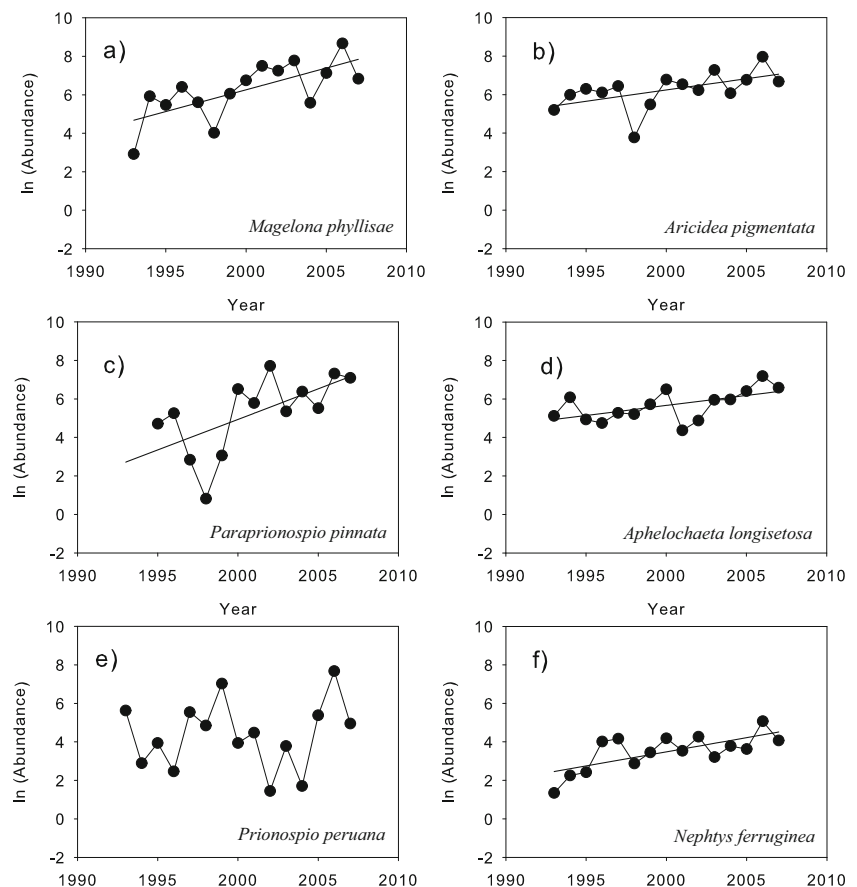 10
8
a)
6
4
2
0
-2
ln (Abundance)
Magelona phyllisae
1990 1995 2000 2005 2010
Year
10
8
b)
6
4
2
0
-2
ln (Abundance)
Aricidea pigmentata
1990 1995 2000 2005 2010
10
8
c)
6
4
2
0
-2
ln (Abundance)
Paraprionospio pinnata
1990 1995 2000 2005 2010
Year
10
8
d)
6
4
2
0
-2
ln (Abundance)
Aphelochaeta longisetosa
1990 1995 2000 2005 2010
Year
10
e)
8
6
4
2
0
-2
ln (Abundance)
Prionospio peruana
1990 1995 2000 2005 2010
10
f)
8
6
4
2
0
-2
ln (Abundance)
Nephtys ferruginea
1990 1995 2000 2005 2010